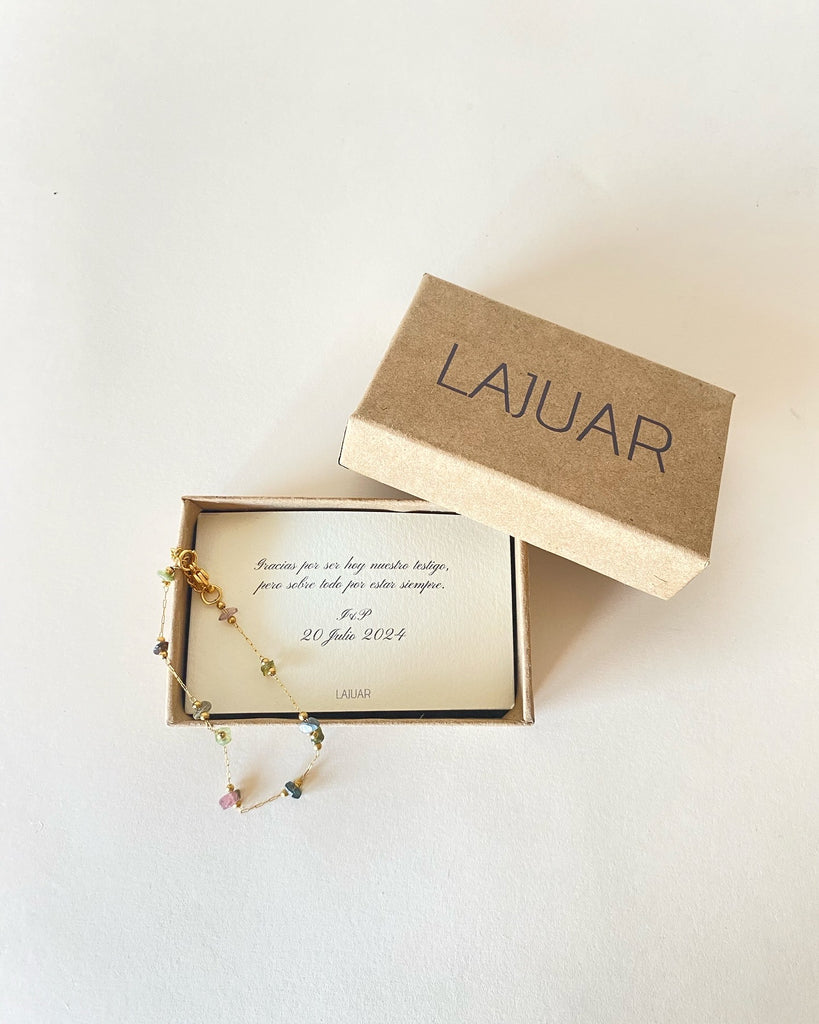 LAJUAR
Gracias por ser hoy nuestro testigo,
pero sobre todo por estar siempre.
I&P
20 Julio 2024
LAJUAR